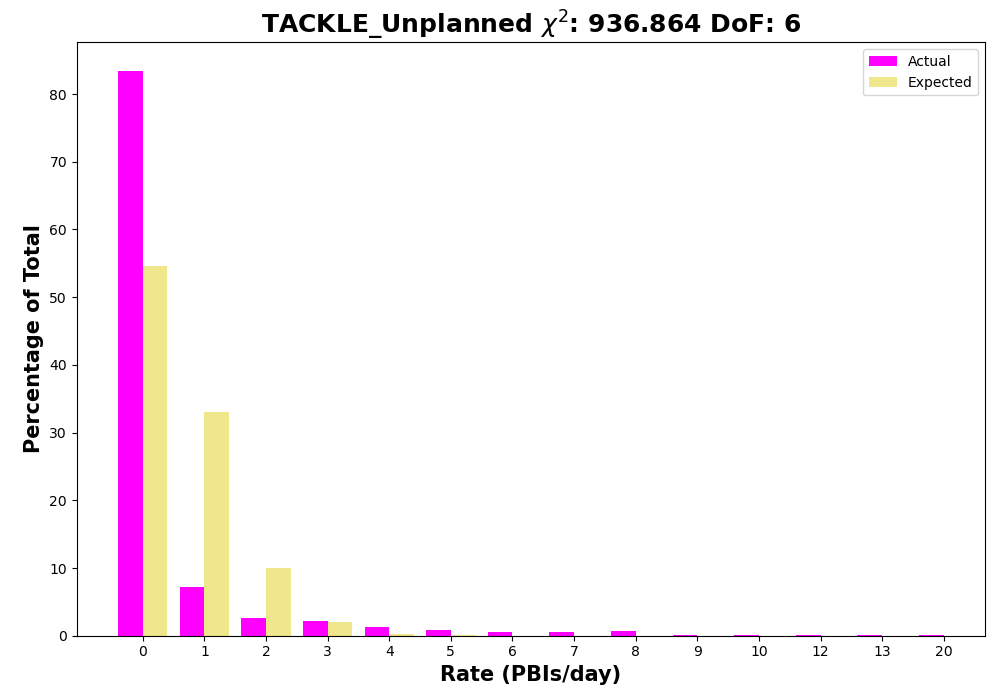 TACKLE_Unplanned χ²: 936.864 DoF: 6
Actual
Expected
Percentage of Total
80
70
60
50
40
30
20
10
0
0 1 2 3 4 5 6 7 8 9 10 12 13 20
Rate (PBIs/day)